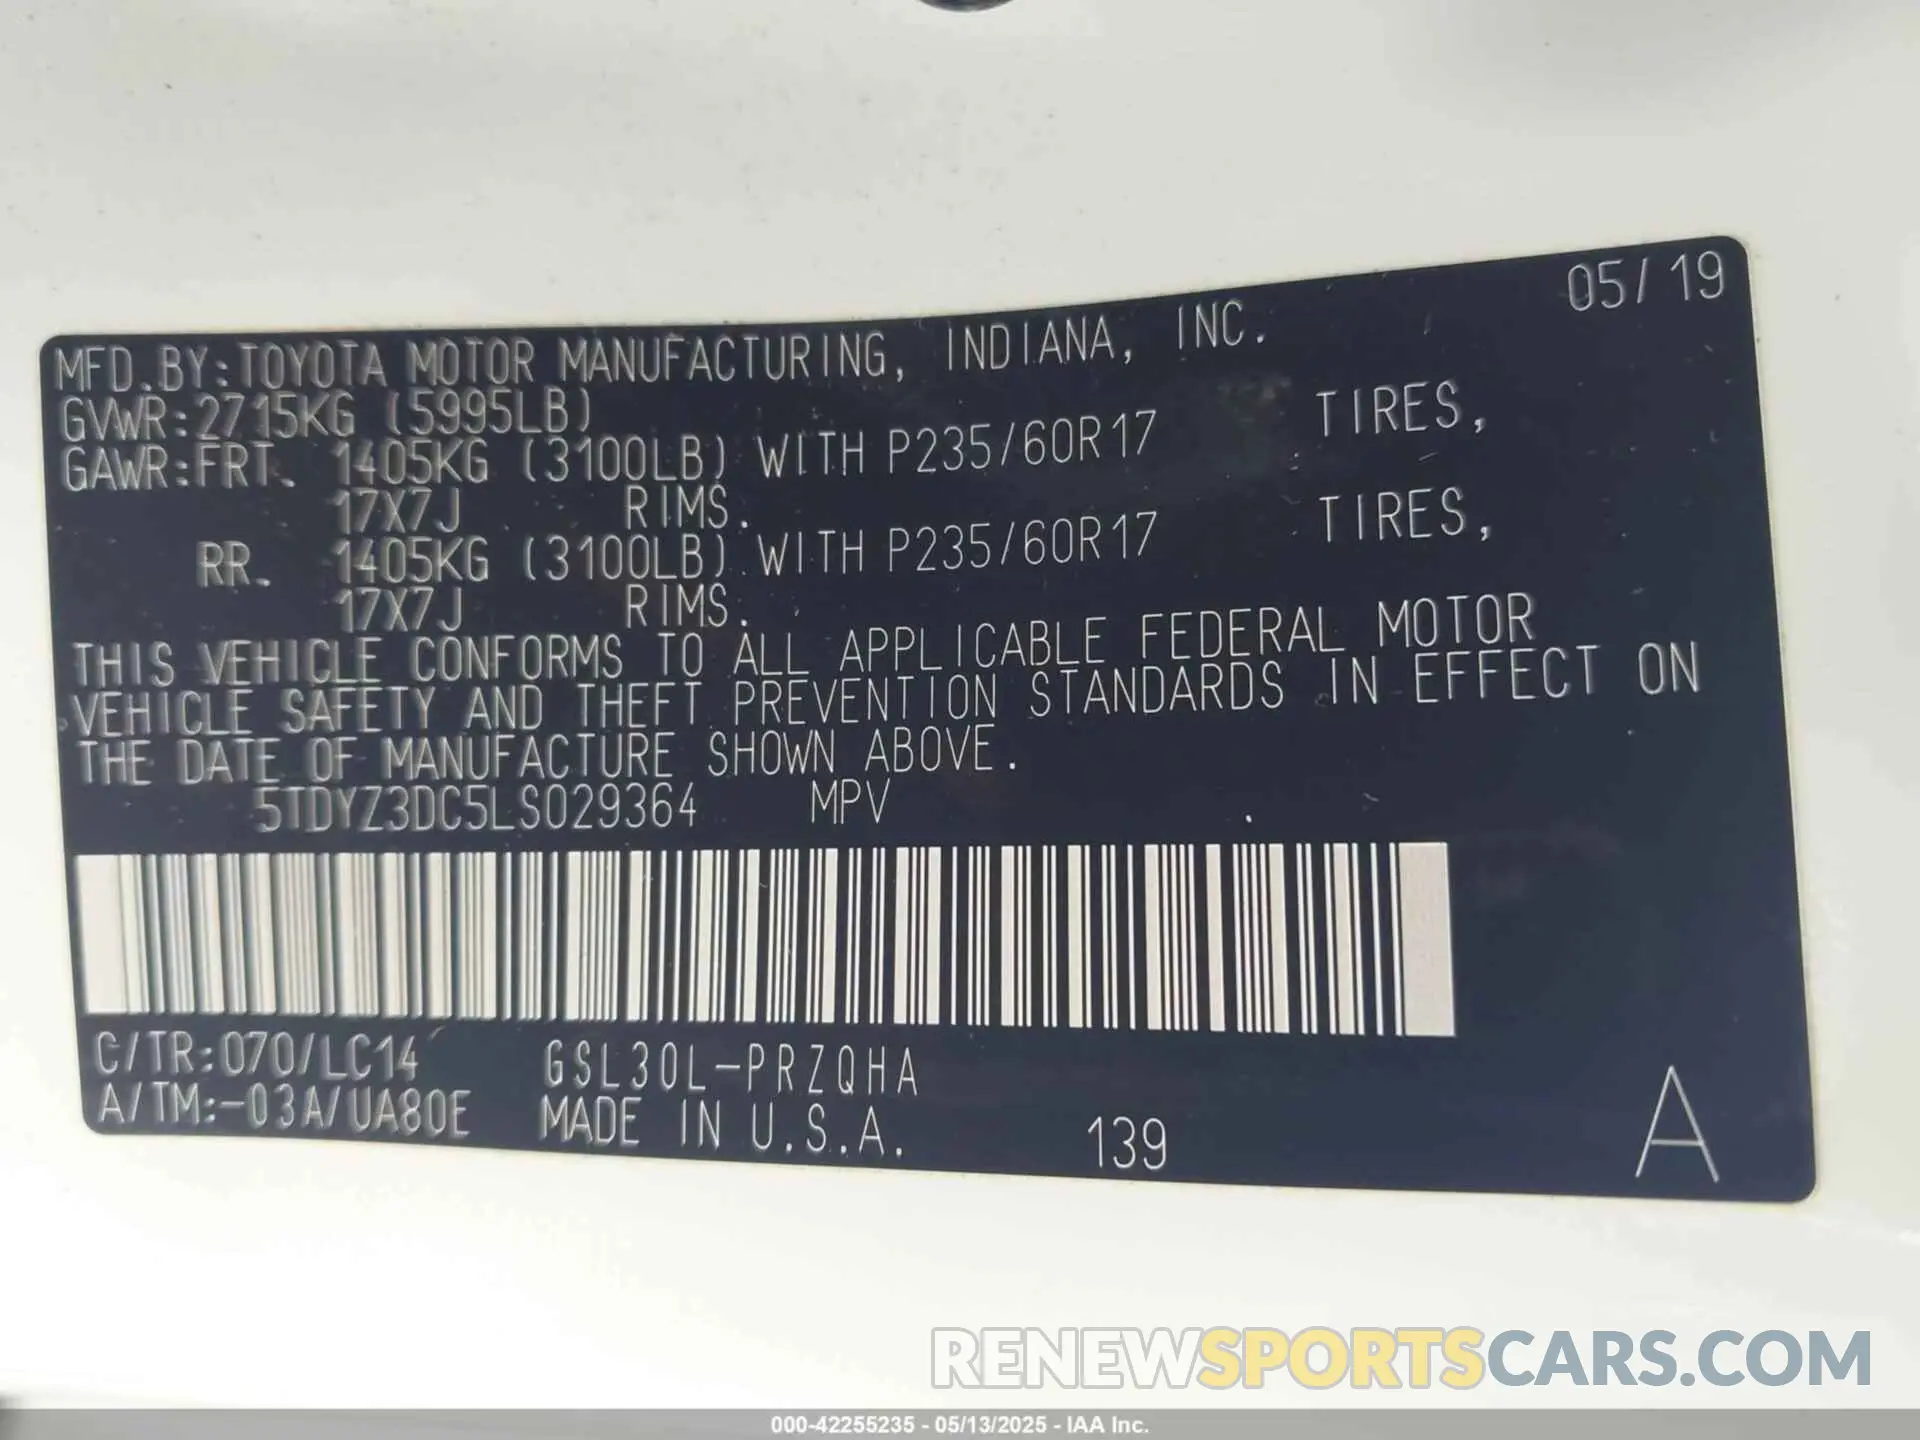 05/19
MFD.BY:TOYOTA MOTOR MANUFACTURING, INDIANA, INC.
GVWR:2715KG (5995LB)
GAWR:FRT. 1405KG (3100LB) WITH P235/60R17 TIRES,
17X7J RIMS.
RR. 1405KG (3100LB) WITH P235/60R17 TIRES,
17X7J RIMS.
THIS VEHICLE CONFORMS TO ALL APPLICABLE FEDERAL MOTOR
VEHICLE SAFETY AND THEFT PREVENTION STANDARDS IN EFFECT ON
THE DATE OF MANUFACTURE SHOWN ABOVE.
5TDYZ3DC5LS029364 MPV
C/TR:070/LC14 GSL30L-PRZQHA
A/TM:-03A/UA80E MADE IN U.S.A. 139 A
RENEWSPORTSCARS.COM
000-42255235 - 05/13/2025 - IAA Inc.